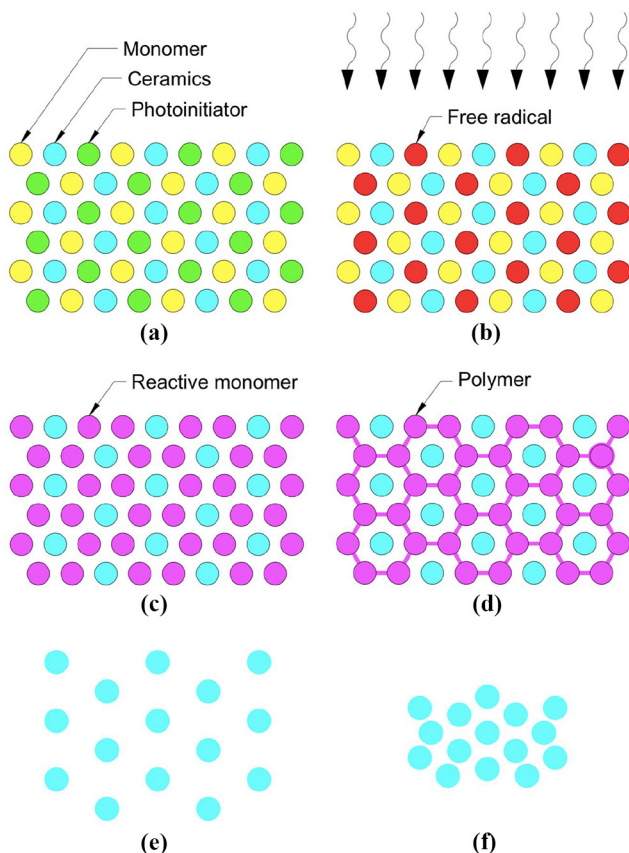 Monomer
Ceramics
Photoinitiator
Free radical
(a)
(b)
Reactive monomer
Polymer
(c)
(d)
(e)
(f)